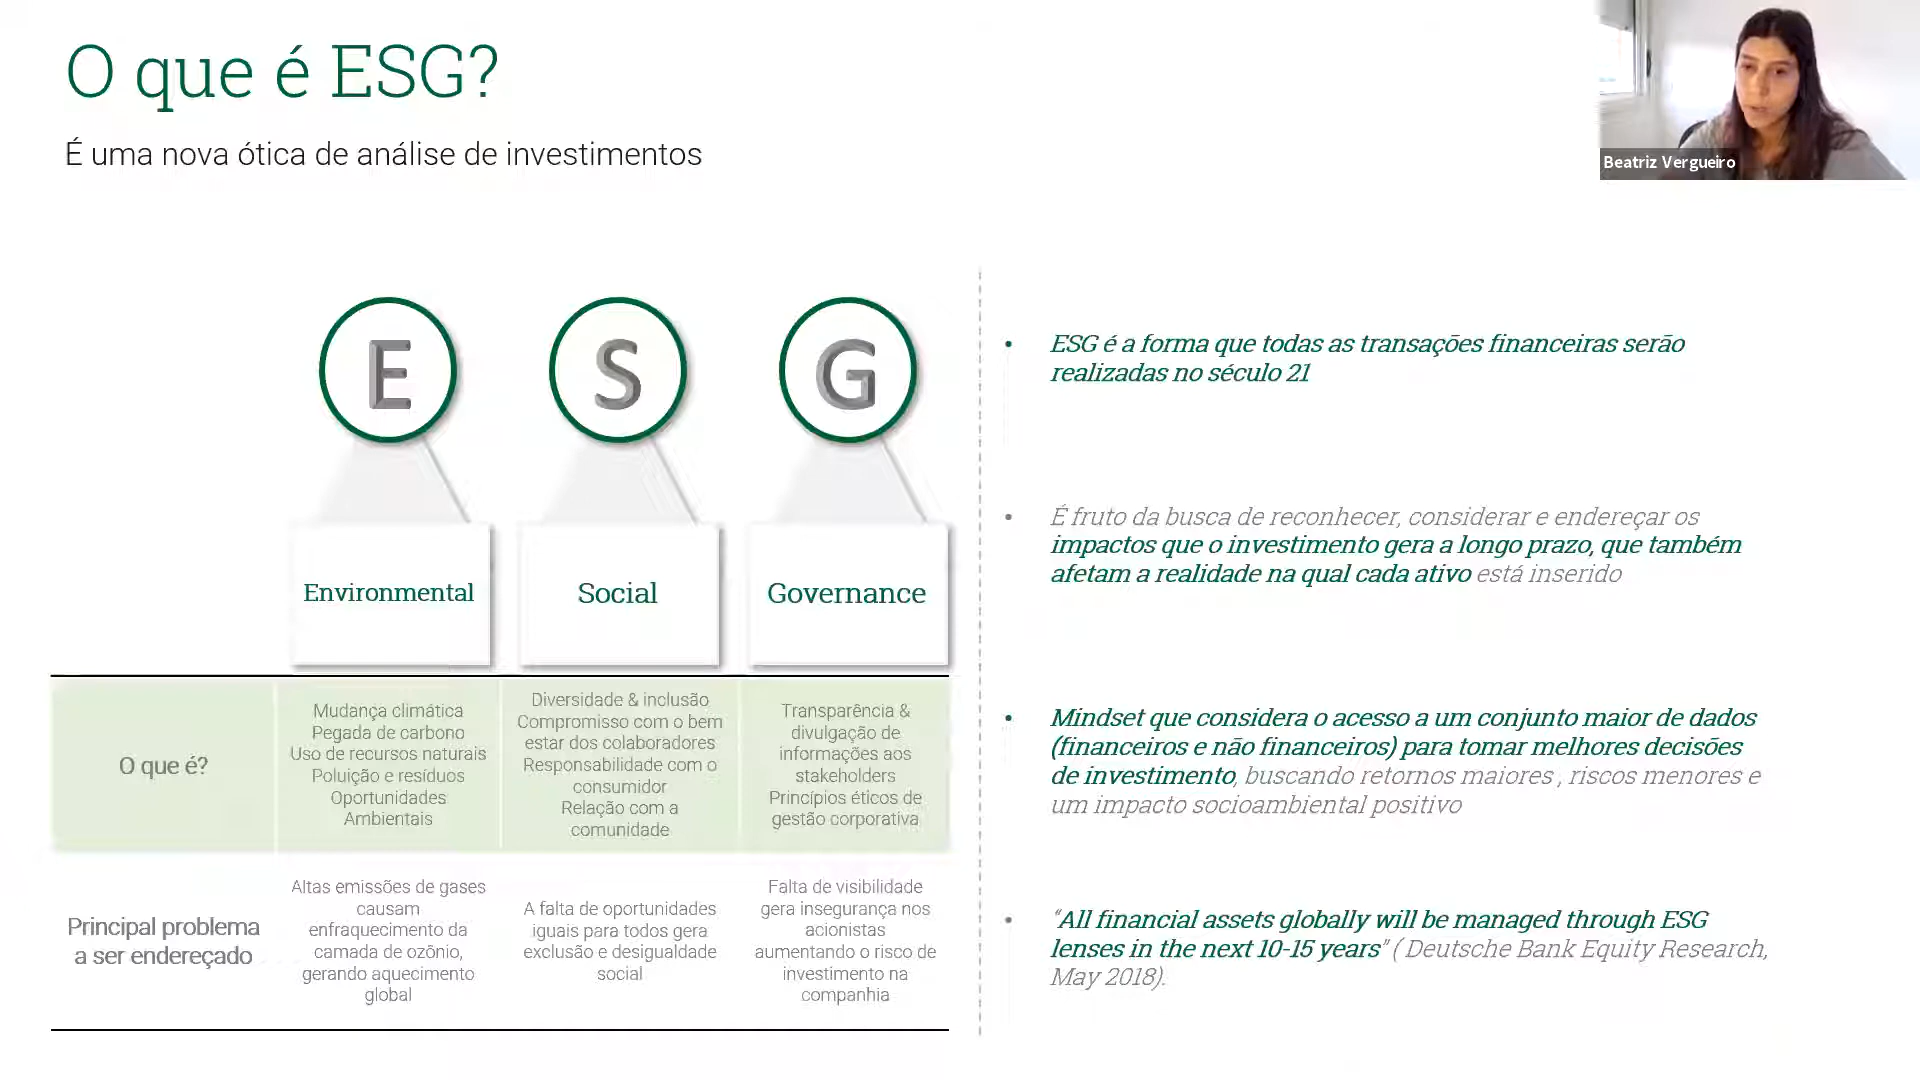 O que é ESG?
É uma nova ótica de análise de investimentos
Beatriz Vergueiro
E
S
G
Environmental
Social
Governance
O que é?
Mudança climática
Pegada de carbono
Uso de recursos naturais
Poluição e resíduos
Oportunidades
Ambientais
Diversidade & inclusão
Compromisso com o bem
estar dos colaboradores
Responsabilidade com o
consumidor
Relação com a
comunidade
Transparência &
divulgação de
informações aos
stakeholders
Princípios éticos de
gestão corporativa
Principal problema
a ser endereçado
Altas emissões de gases
causam
enfraquecimento da
camada de ozônio,
gerando aquecimento
global
A falta de oportunidades
iguais para todos gera
exclusão e desigualdade
social
Falta de visibilidade
gera insegurança nos
acionistas
aumentando o risco de
investimento na
companhia
• ESG é a forma que todas as transações financeiras serão
realizadas no século 21
• É fruto da busca de reconhecer, considerar e endereçar os
impactos que o investimento gera a longo prazo, que também
afetam a realidade na qual cada ativo está inserido
• Mindset que considera o acesso a um conjunto maior de dados
(financeiros e não financeiros) para tomar melhores decisões
de investimento, buscando retornos maiores , riscos menores e
um impacto socioambiental positivo
• “All financial assets globally will be managed through ESG
lenses in the next 10-15 years” ( Deutsche Bank Equity Research,
May 2018).